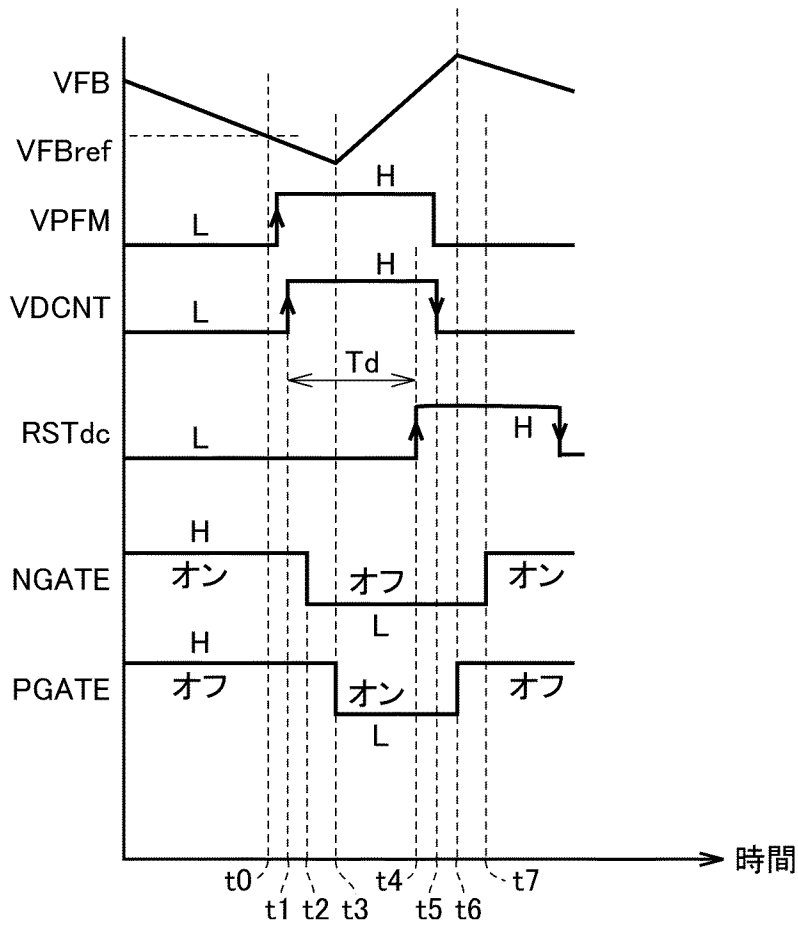 VFB
VFBref
H
VPFM
L
H
VDCNT
L
Td
RSTdc
L
H
H
NGATE
オン
オフ
オン
L
H
PGATE
オフ
オン
オフ
L
時間
t0
t4
t7
t1
t2
t3
t5
t6